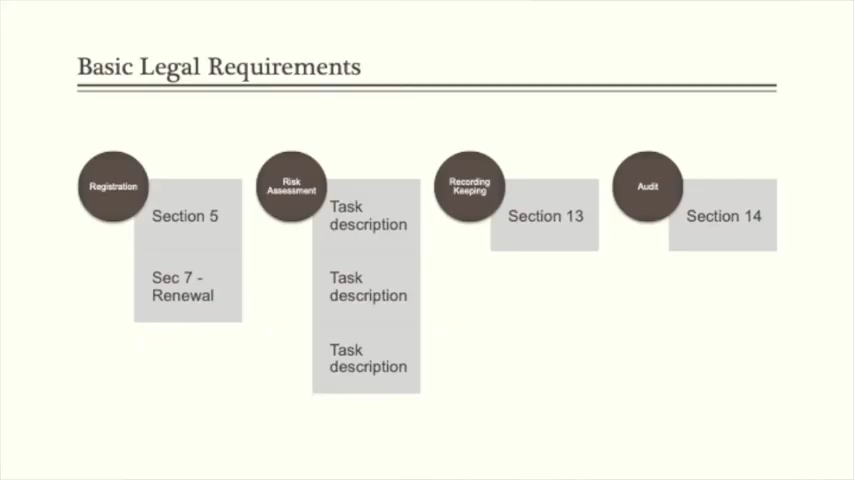 Basic Legal Requirements
Registration
Section 5
Sec 7 -
Renewal
Risk
Assessment
Task
description
Task
description
Task
description
Recording
Keeping
Section 13
Audit
Section 14